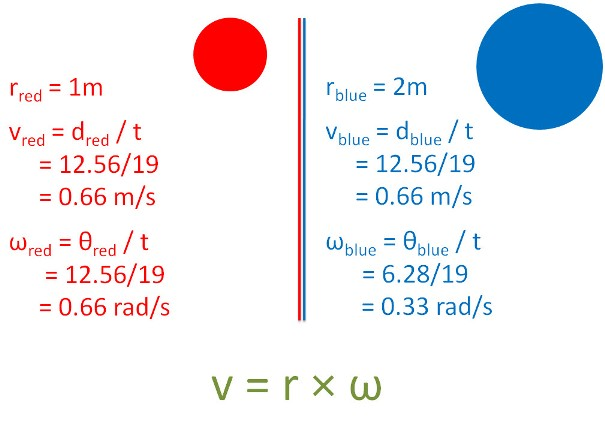 r_red = 1m
v_red = d_red / t
= 12.56/19
= 0.66 m/s
ω_red = θ_red / t
= 12.56/19
= 0.66 rad/s
r_blue = 2m
v_blue = d_blue / t
= 12.56/19
= 0.66 m/s
ω_blue = θ_blue / t
= 6.28/19
= 0.33 rad/s
v = r × ω